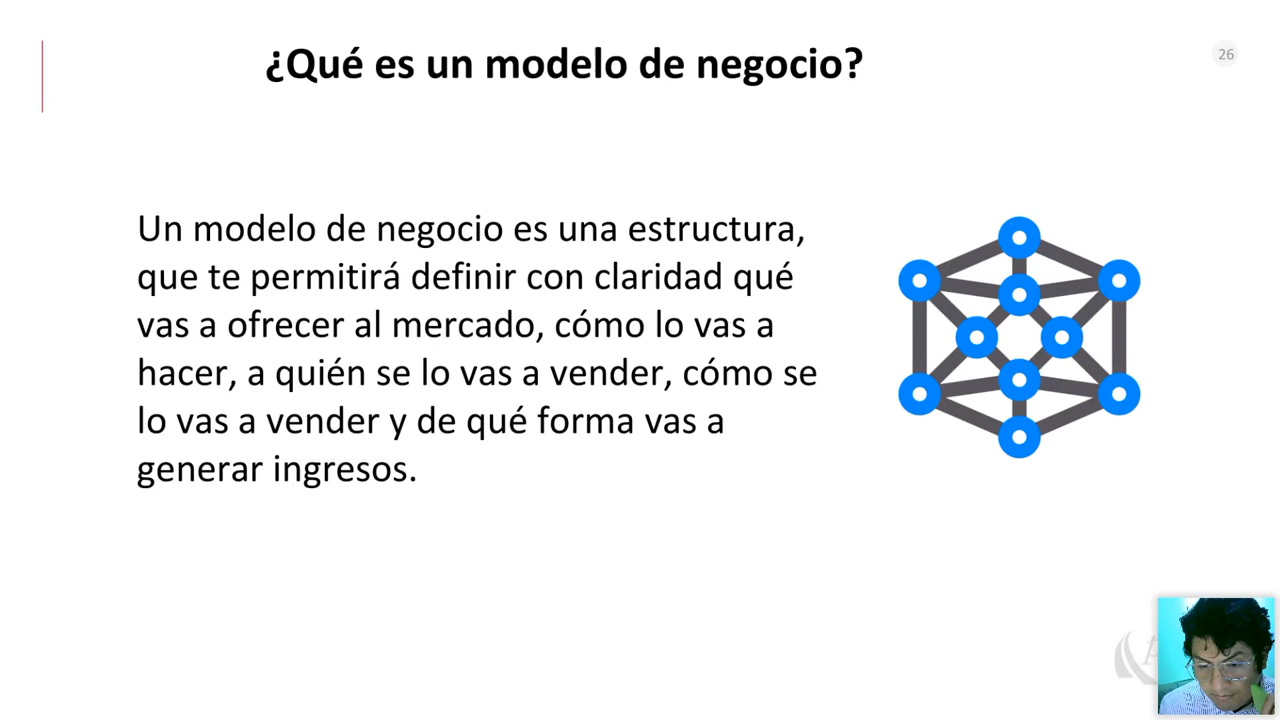 ¿Qué es un modelo de negocio?
26
Un modelo de negocio es una estructura,
que te permitirá definir con claridad qué
vas a ofrecer al mercado, cómo lo vas a
hacer, a quién se lo vas a vender, cómo se
lo vas a vender y de qué forma vas a
generar ingresos.